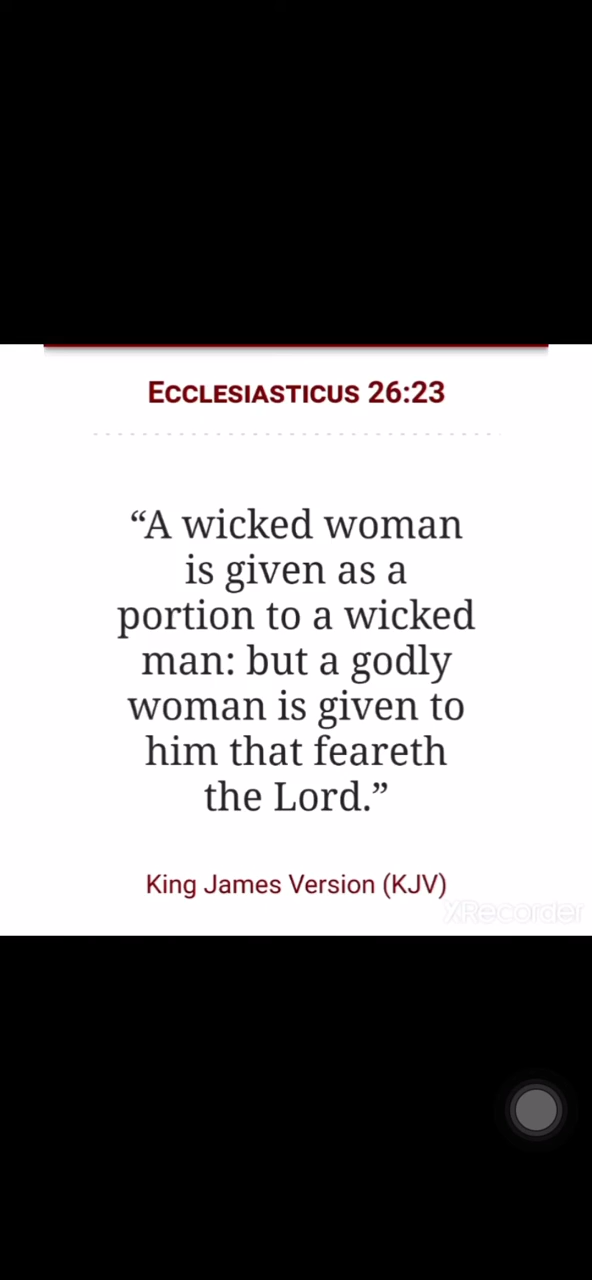 ECCLESIASTICUS 26:23
“A wicked woman
is given as a
portion to a wicked
man: but a godly
woman is given to
him that feareth
the Lord.”
King James Version (KJV)
XRecorder